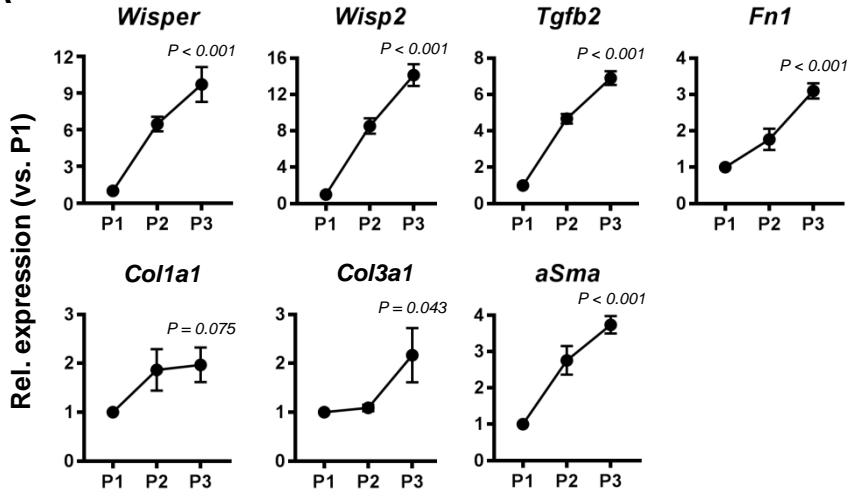 Wisper
Wisp2
Tgfb2
Fn1
Rel. expression (vs. P1)
P < 0.001
12
9
6
3
0
P1 P2 P3
P < 0.001
16
12
8
4
0
P1 P2 P3
P < 0.001
8
6
4
2
0
P1 P2 P3
P < 0.001
4
3
2
1
0
P1 P2 P3
Col1a1
Col3a1
aSma
P = 0.075
3
2
1
0
P1 P2 P3
P = 0.043
3
2
1
0
P1 P2 P3
P < 0.001
4
3
2
1
0
P1 P2 P3